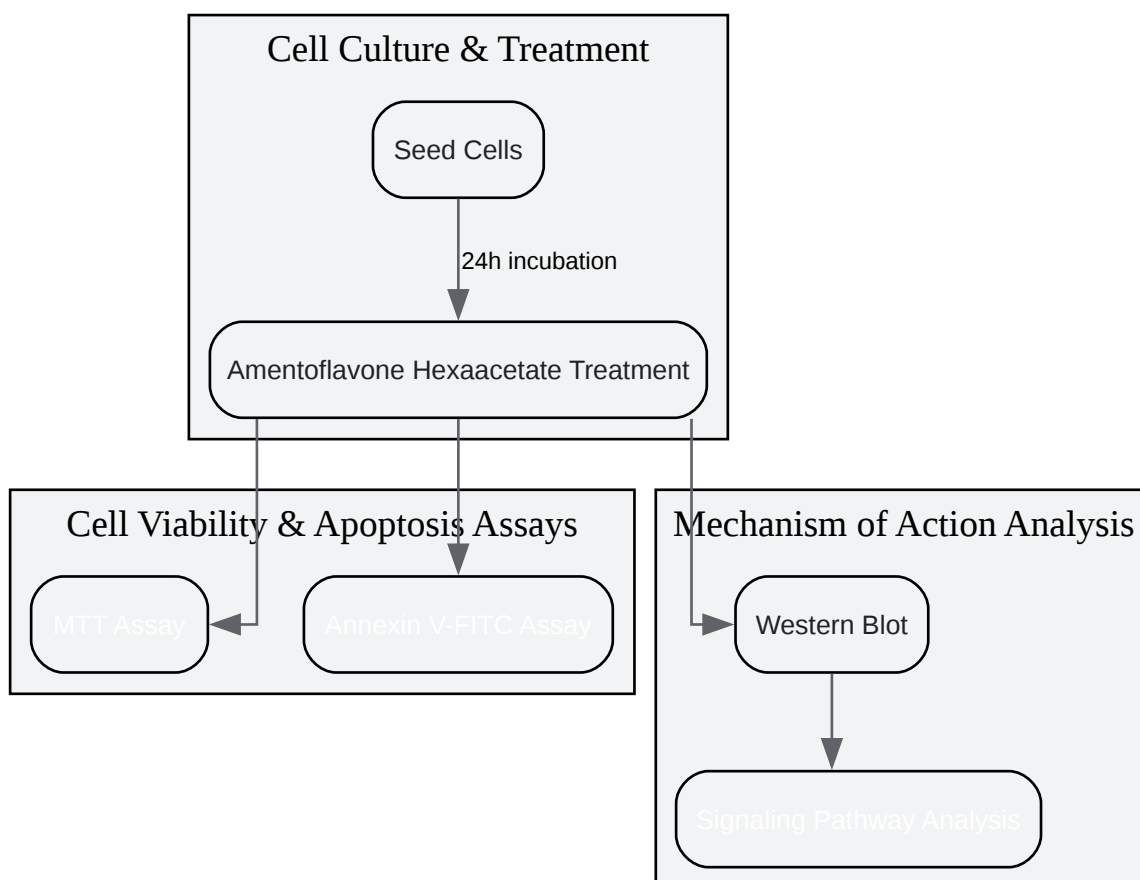 Cell Culture & Treatment
Seed Cells
24h incubation
Amentoflavone Hexaacetate Treatment
Cell Viability & Apoptosis Assays
MTT Assay
Annexin V-FITC Assay
Mechanism of Action Analysis
Western Blot
Signaling Pathway Analysis